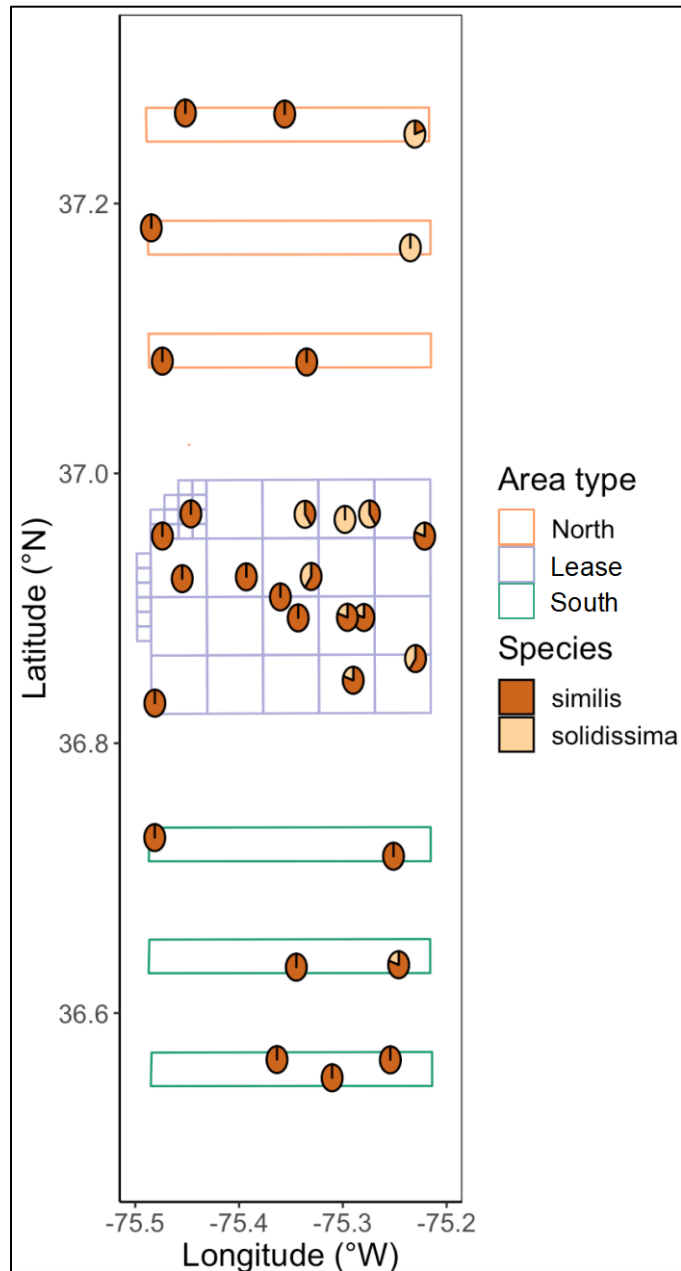 37.2
37.0
36.8
36.6
Latitude (°N)
-75.5 -75.4 -75.3 -75.2
Longitude (°W)
Area type
North
Lease
South
Species
similis
solidissima